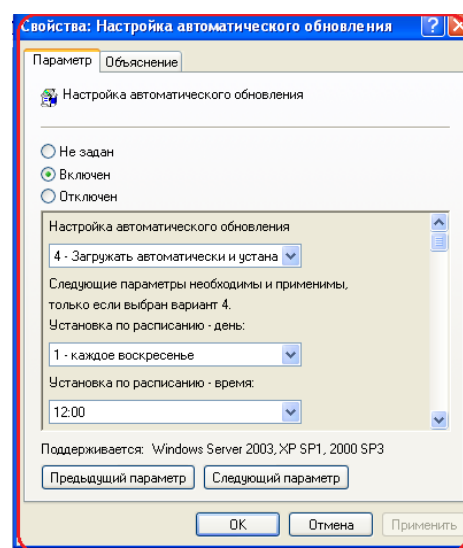 Свойства: Настройка автоматического обновления
Параметр Объяснение
Настройка автоматического обновления
Не задан
Включен
Отключен
Настройка автоматического обновления
4 - Загружать автоматически и устана
Следующие параметры необходимы и применимы,
только если выбран вариант 4.
Установка по расписанию - день:
1 - каждое воскресенье
Установка по расписанию - время:
12:00
Поддерживается: Windows Server 2003, XP SP1, 2000 SP3
Предыдущий параметр Следующий параметр
OK Отмена Применить